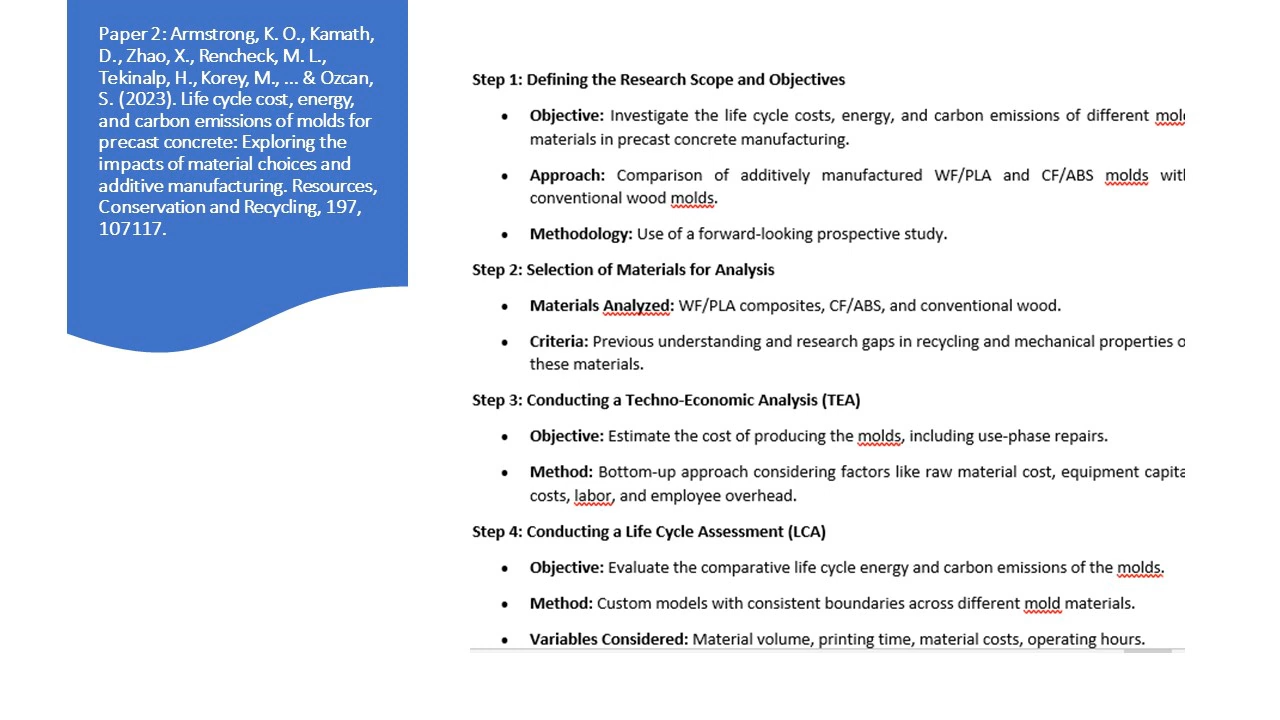 Paper 2: Armstrong, K. O., Kamath,
D., Zhao, X., Rencheck, M. L.,
Tekinalp, H., Korey, M., ... & Ozcan,
S. (2023). Life cycle cost, energy,
and carbon emissions of molds for
precast concrete: Exploring the
impacts of material choices and
additive manufacturing. Resources,
Conservation and Recycling, 197,
107117.
Step 1: Defining the Research Scope and Objectives
• Objective: Investigate the life cycle costs, energy, and carbon emissions of different
materials in precast concrete manufacturing.
• Approach: Comparison of additively manufactured WF/PLA and CF/ABS molds
conventional wood molds.
• Methodology: Use of a forward-looking prospective study.
Step 2: Selection of Materials for Analysis
• Materials Analyzed: WF/PLA composites, CF/ABS, and conventional wood.
• Criteria: Previous understanding and research gaps in recycling and mechanical properties
these materials.
Step 3: Conducting a Techno-Economic Analysis (TEA)
• Objective: Estimate the cost of producing the molds, including use-phase repairs.
• Method: Bottom-up approach considering factors like raw material cost, equipment
costs, labor, and employee overhead.
Step 4: Conducting a Life Cycle Assessment (LCA)
• Objective: Evaluate the comparative life cycle energy and carbon emissions of the molds.
• Method: Custom models with consistent boundaries across different mold materials.
• Variables Considered: Material volume, printing time, material costs, operating hours.